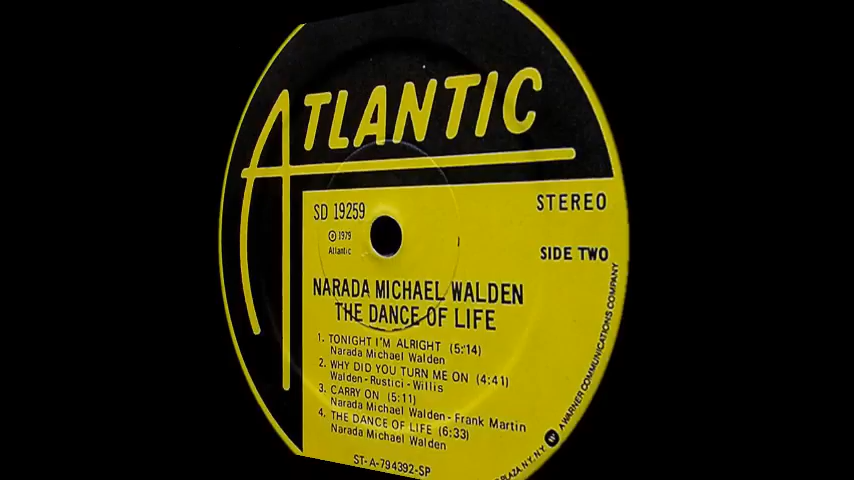 ATLANTIC
SD 19259
STEREO
℗ 1979
Atlantic
SIDE TWO
NARADA MICHAEL WALDEN
THE DANCE OF LIFE
1. TONIGHT I'M ALRIGHT (5:14)
Narada Michael Walden
2. WHY DID YOU TURN ME ON (4:41)
Walden-Rustici-Willis
3. CARRY ON (5:11)
Narada Michael Walden-Frank Martin
4. THE DANCE OF LIFE (6:33)
Narada Michael Walden
ST-A-794392-SP
PLAZA, N.Y. N.Y. W A WARNER COMMUNICATIONS COMPANY